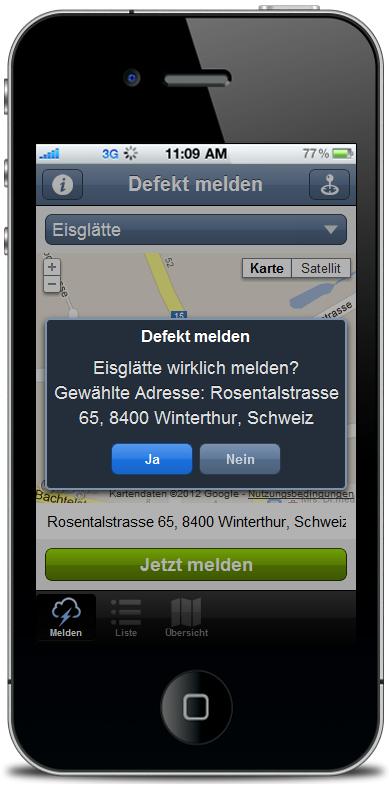 3G 11:09 AM 77%
Defekt melden
Eisglätte
52
+
−
Karte Satellit
15
Defekt melden
Eisglätte wirklich melden?
Gewählte Adresse: Rosentalstrasse
65, 8400 Winterthur, Schweiz
Ja Nein
Kartendaten ©2012 Google - Nutzungsbedingungen
Rosentalstrasse 65, 8400 Winterthur, Schweiz
Jetzt melden
Melden Liste Übersicht